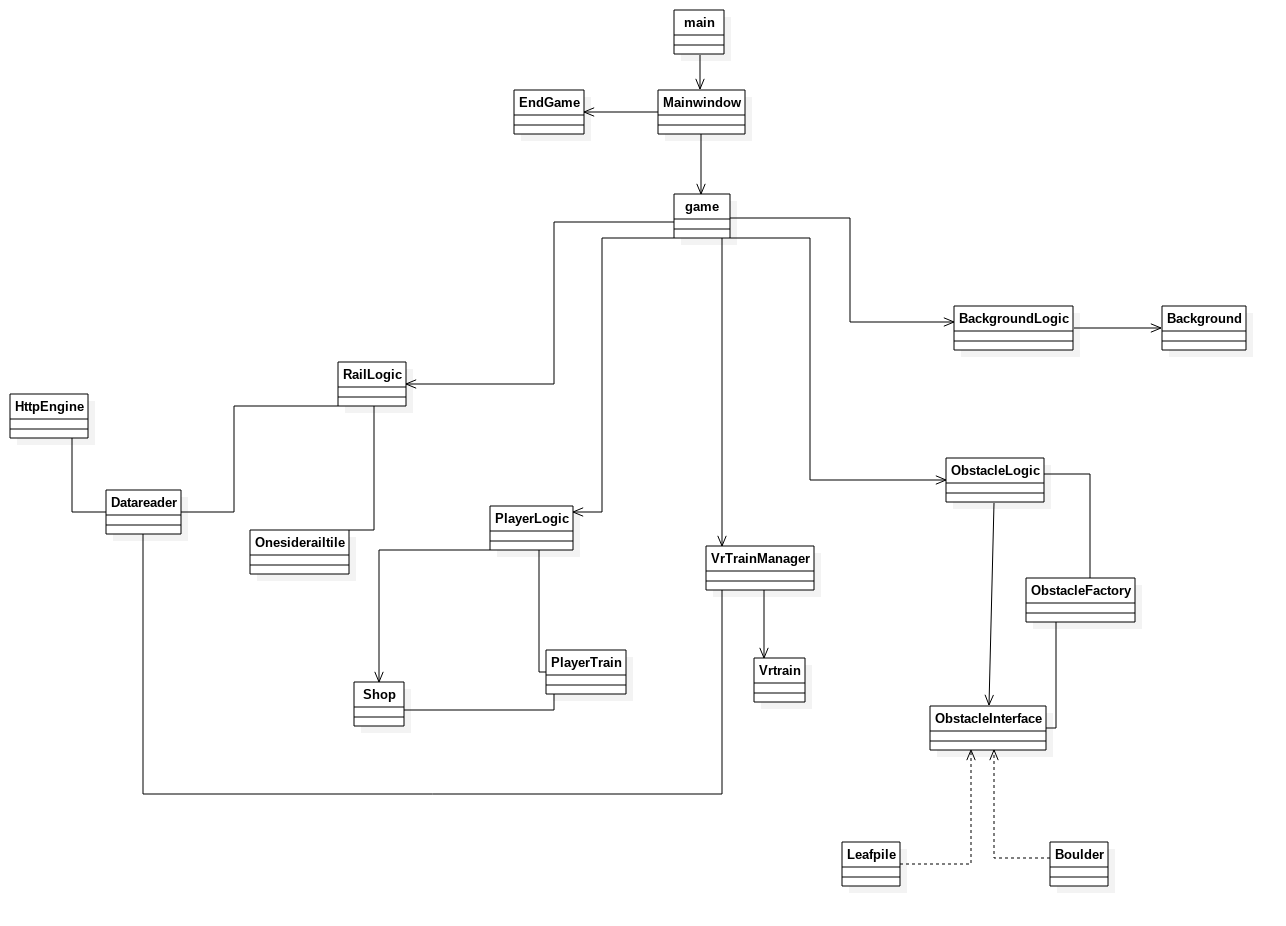 main
EndGame
Mainwindow
game
BackgroundLogic
Background
RailLogic
HttpEngine
ObstacleLogic
Datareader
PlayerLogic
Onesiderailtile
VrTrainManager
ObstacleFactory
PlayerTrain
Vrtrain
Shop
ObstacleInterface
Leafpile
Boulder